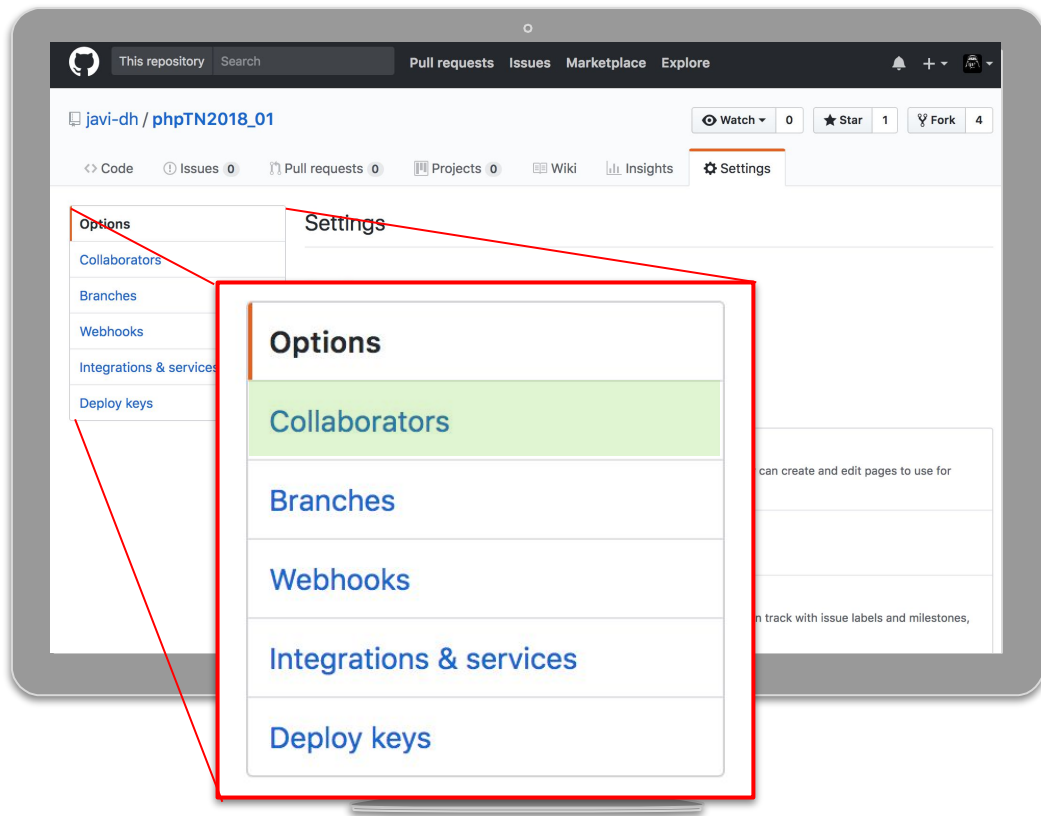 This repository Search Pull requests Issues Marketplace Explore
javi-dh / phpTN2018_01 Watch 0 Star 1 Fork 4
Code Issues 0 Pull requests 0 Projects 0 Wiki Insights Settings
Options
Collaborators
Branches
Webhooks
Integrations & services
Deploy keys
Settings
can create and edit pages to use for
track with issue labels and milestones,
Options
Collaborators
Branches
Webhooks
Integrations & services
Deploy keys